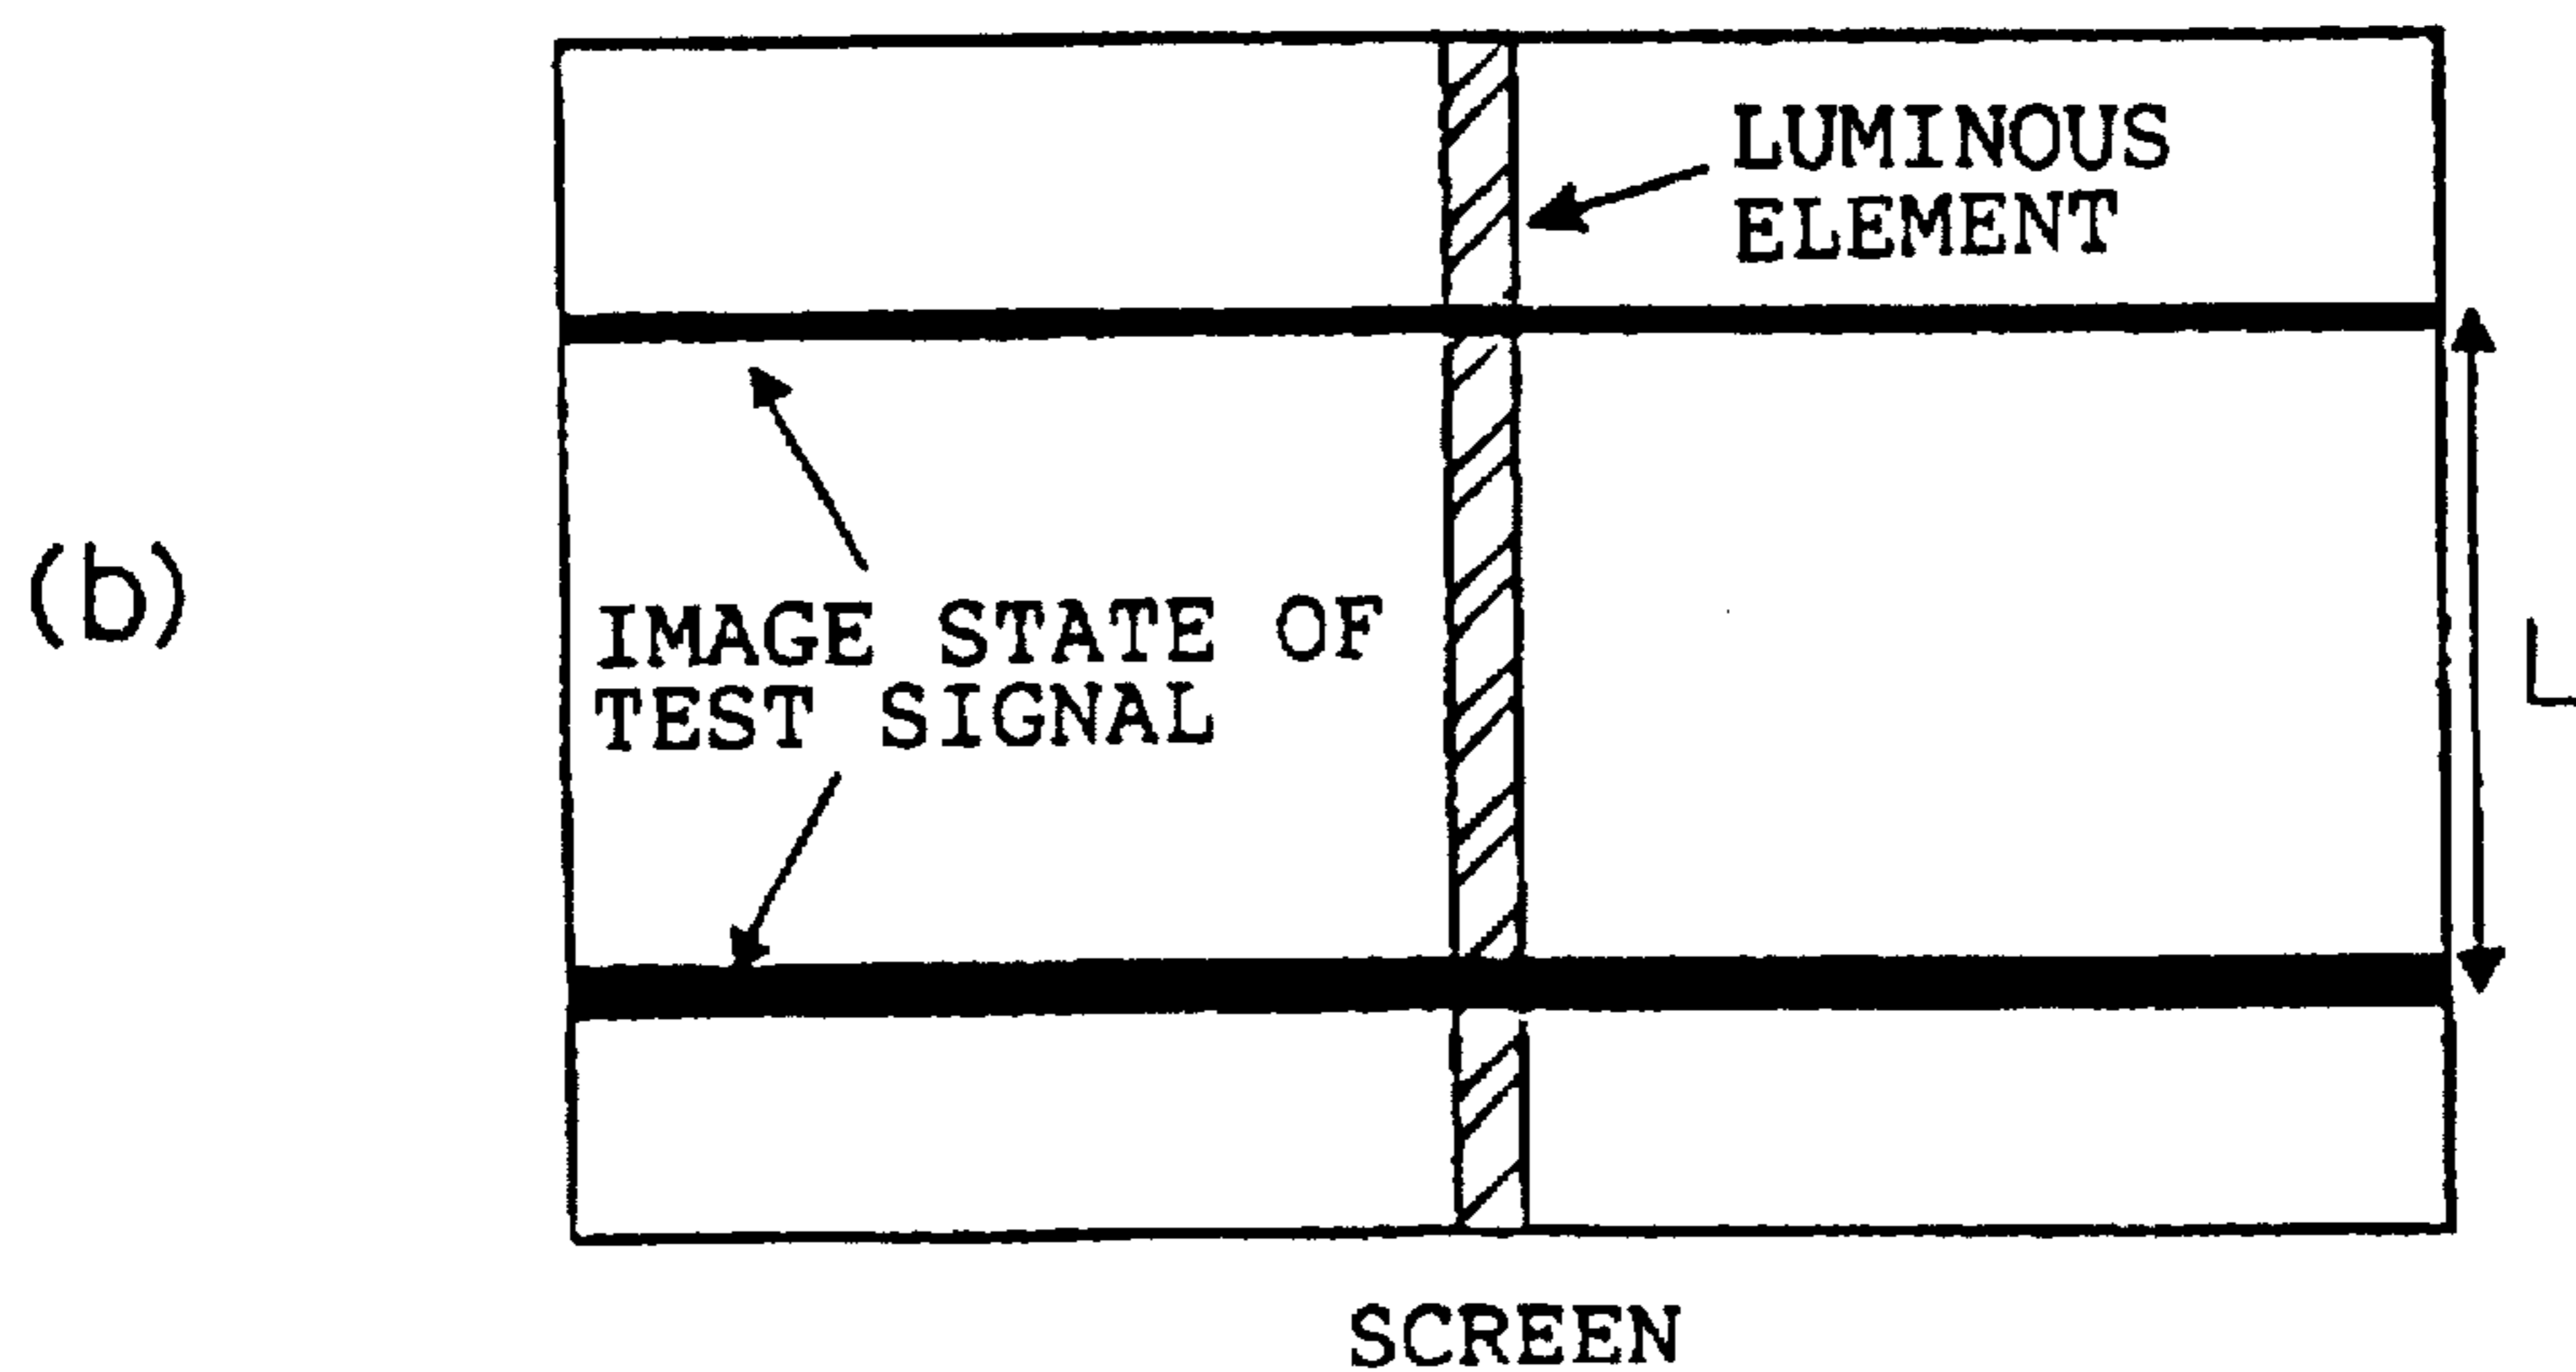 LUMINOUS
ELEMENT
(b)
IMAGE STATE OF
TEST SIGNAL
L
SCREEN